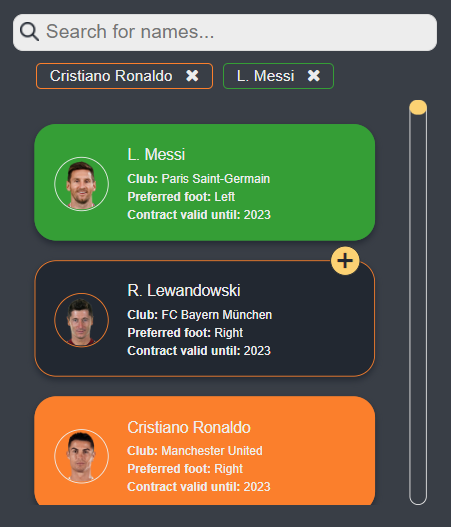 Search for names...
Cristiano Ronaldo ✖ L. Messi ✖
L. Messi
Club: Paris Saint-Germain
Preferred foot: Left
Contract valid until: 2023
R. Lewandowski
Club: FC Bayern München
Preferred foot: Right
Contract valid until: 2023
Cristiano Ronaldo
Club: Manchester United
Preferred foot: Right
Contract valid until: 2023